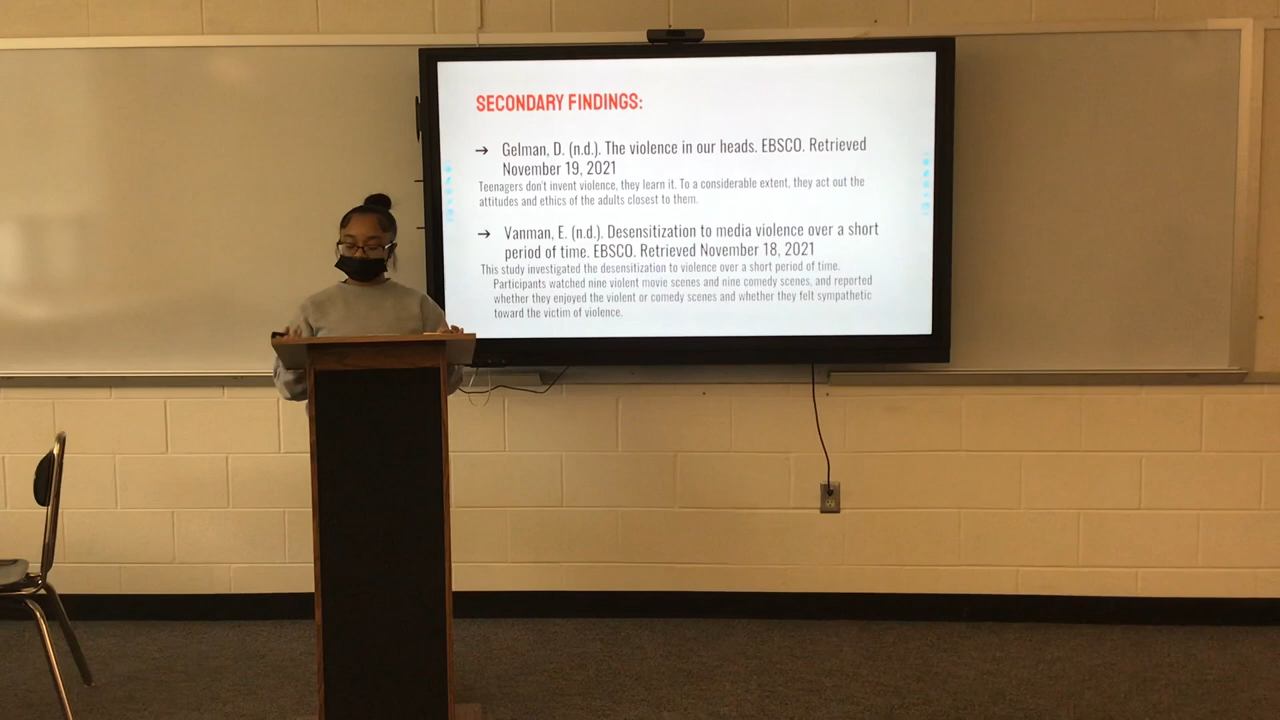 SECONDARY FINDINGS:
➔ Gelman, D. (n.d.). The violence in our heads. EBSCO. Retrieved
November 19, 2021
Teenagers don't invent violence, they learn it. To a considerable extent, they act out the
attitudes and ethics of the adults closest to them.
➔ Vanman, E. (n.d.). Desensitization to media violence over a short
period of time. EBSCO. Retrieved November 18, 2021
This study investigated the desensitization to violence over a short period of time.
Participants watched nine violent movie scenes and nine comedy scenes, and reported
whether they enjoyed the violent or comedy scenes and whether they felt sympathetic
toward the victim of violence.